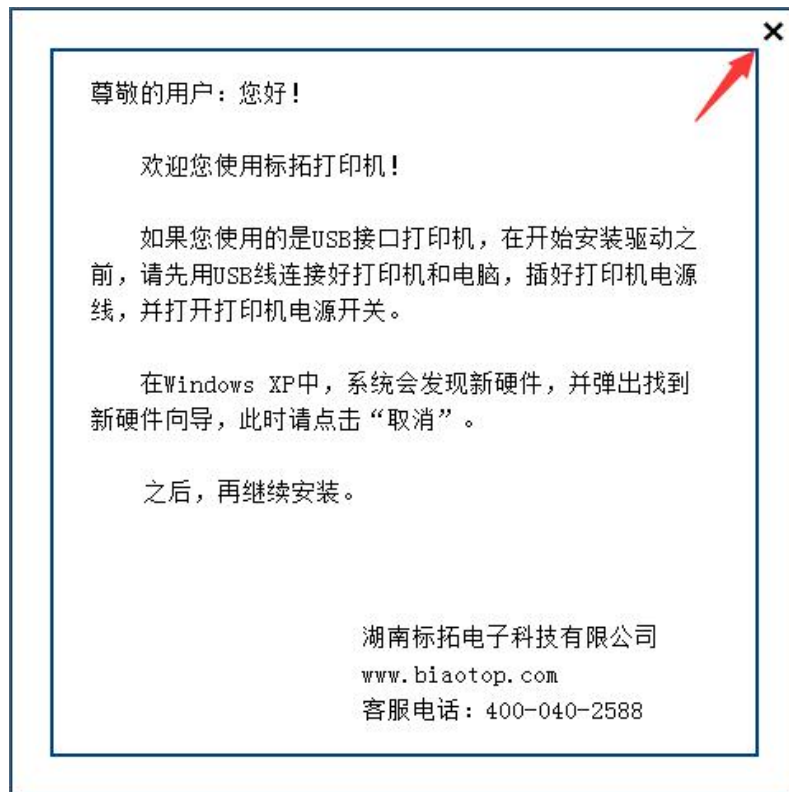 尊敬的用户：您好！
欢迎您使用标拓打印机！
如果您使用的是USB接口打印机，在开始安装驱动之
前，请先用USB线连接好打印机和电脑，插好打印机电源
线，并打开打印机电源开关。
在Windows XP中，系统会发现新硬件，并弹出找到
新硬件向导，此时请点击“取消”。
之后，再继续安装。
湖南标拓电子科技有限公司
www.biaotop.com
客服电话：400-040-2588